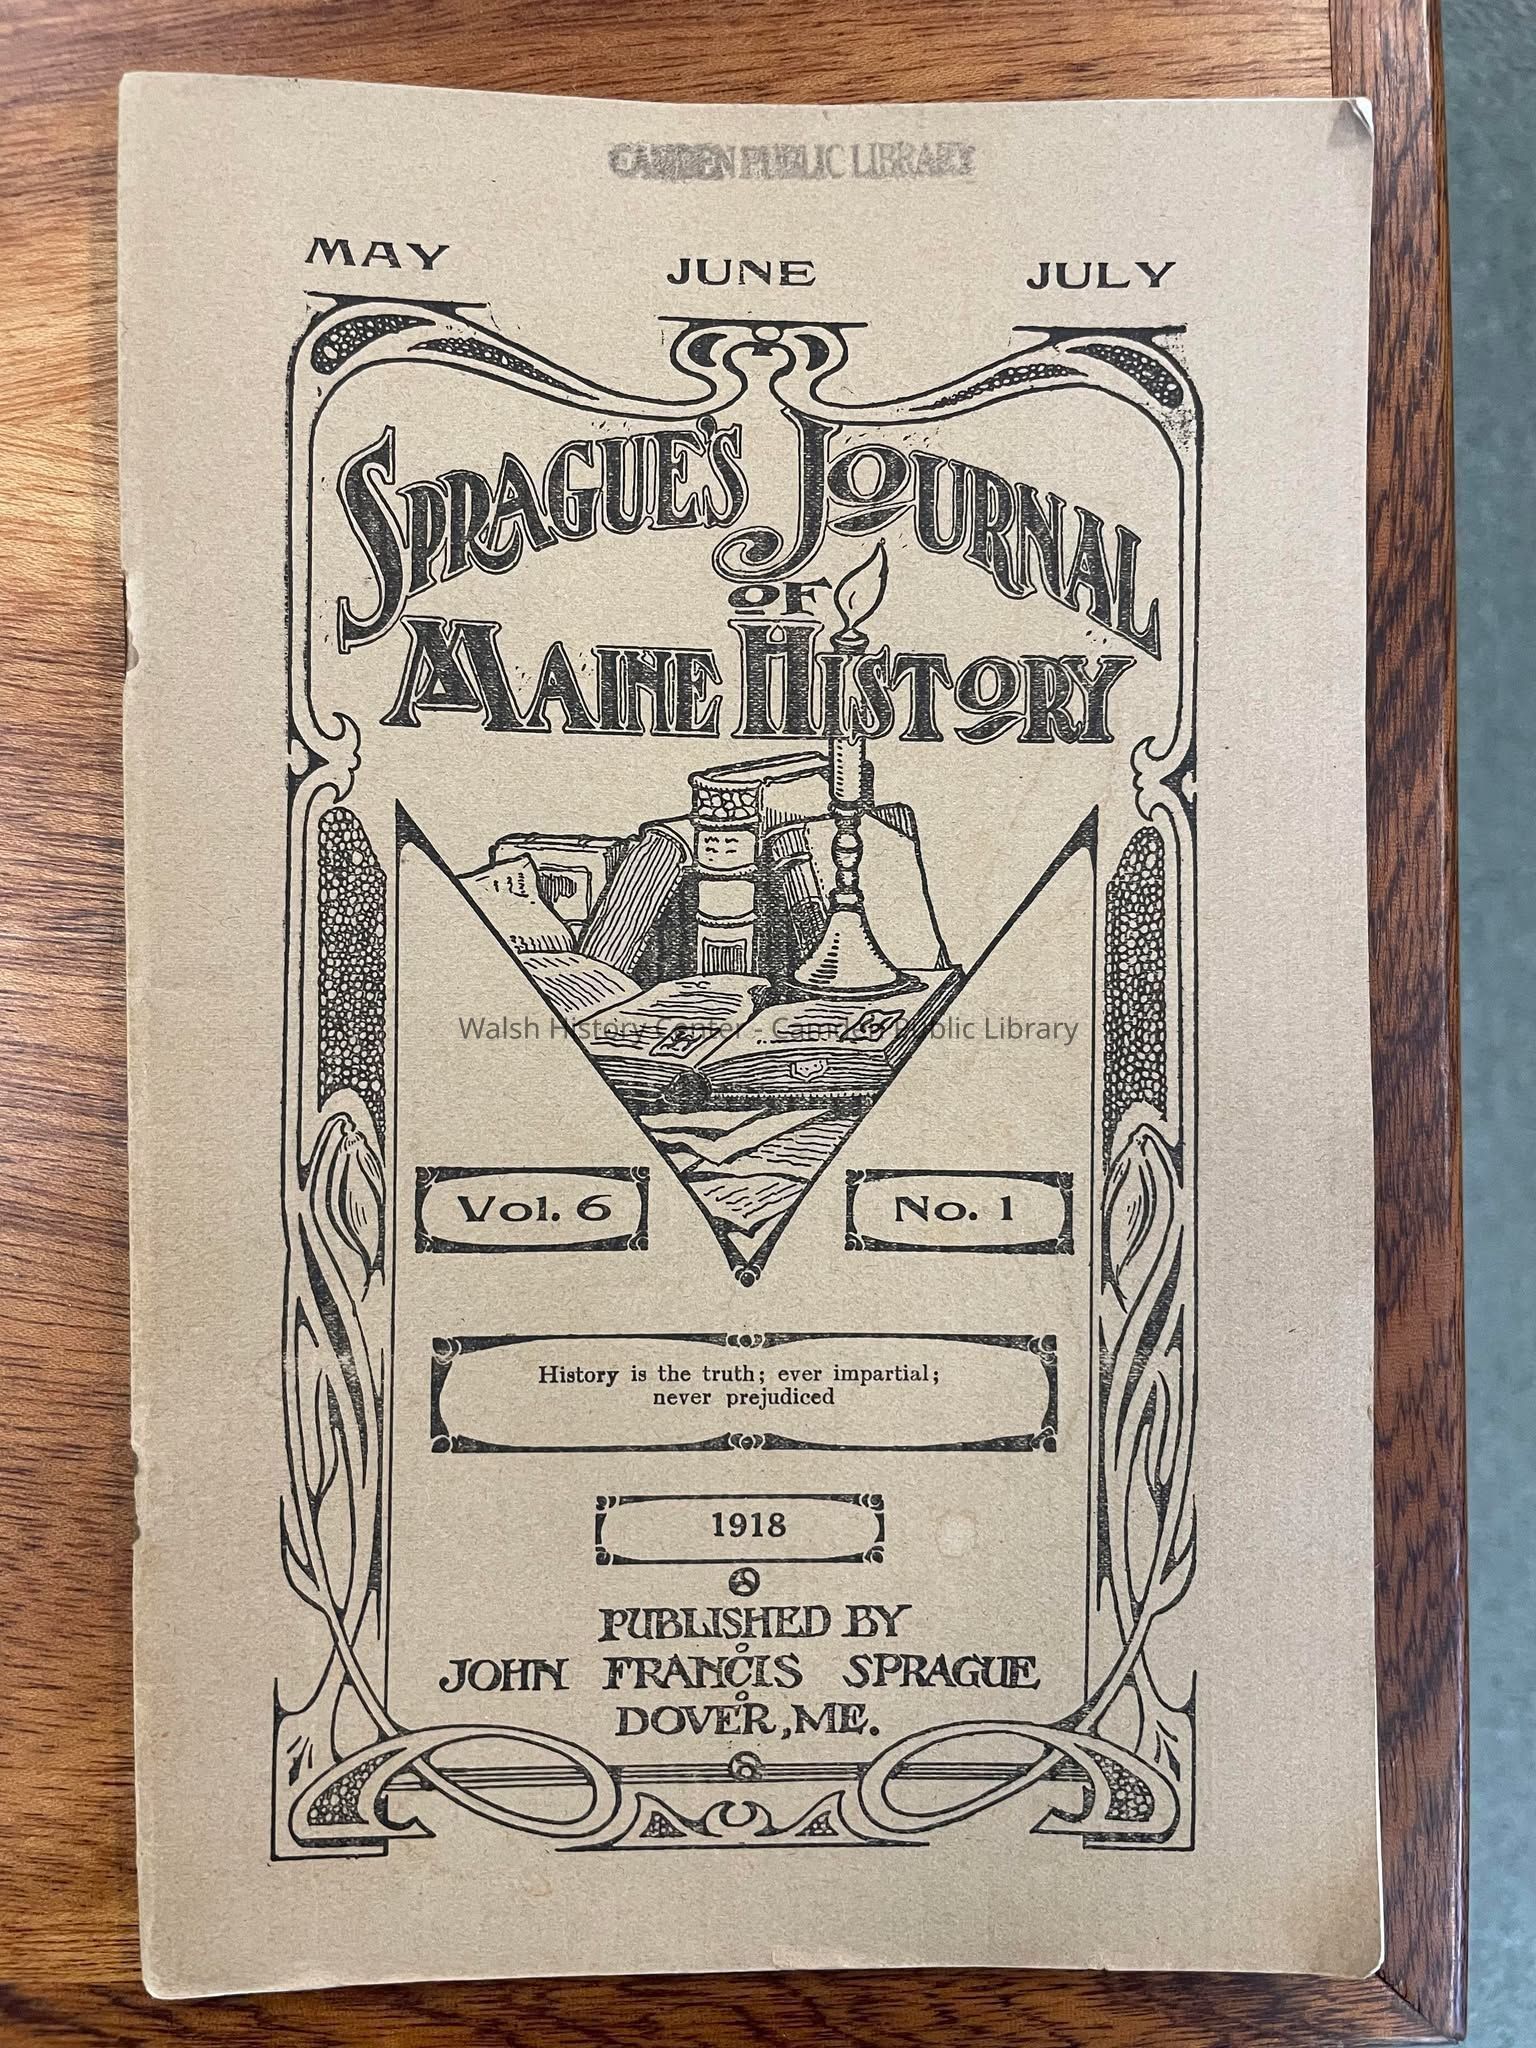 CAMDEN PUBLIC LIBRARY
MAY JUNE JULY
SPRAGUE'S JOURNAL
OF
MAINE HISTORY
Walsh History Center - Camden Public Library
Vol. 6 No. 1
History is the truth; ever impartial;
never prejudiced
1918
PUBLISHED BY
JOHN FRANCIS SPRAGUE
DOVER, ME.